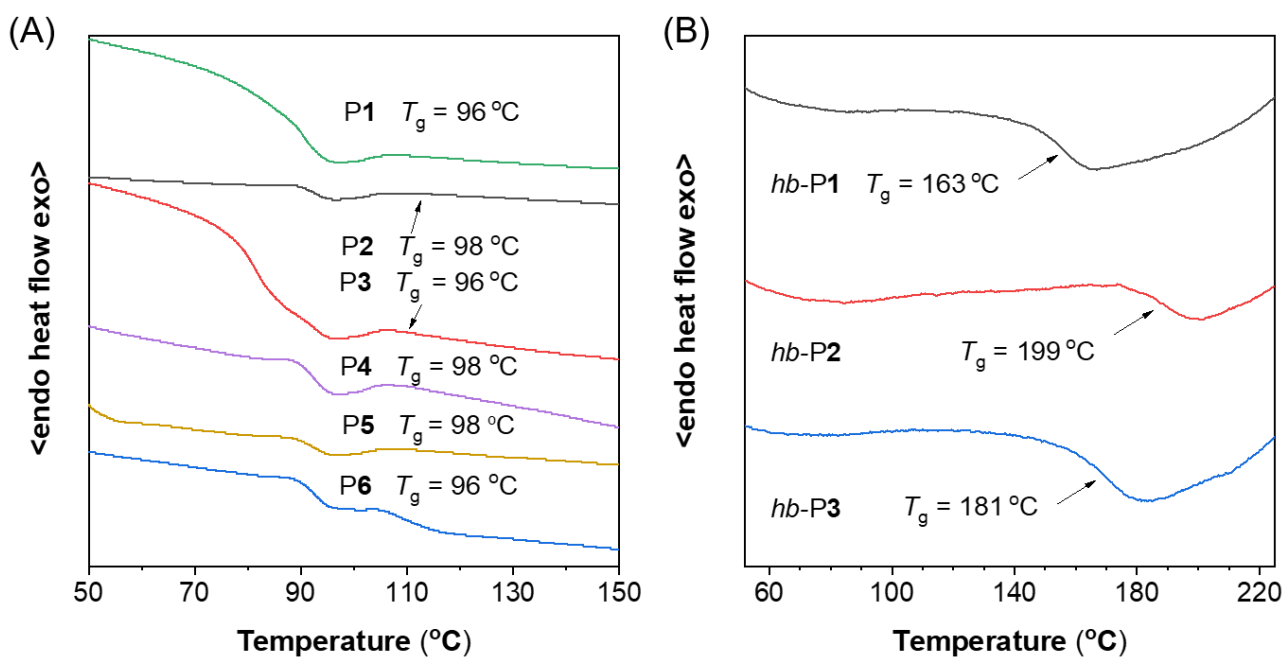 (A)
<endo heat flow exo>
P1 Tg = 96 °C
P2 Tg = 98 °C
P3 Tg = 96 °C
P4 Tg = 98 °C
P5 Tg = 98 °C
P6 Tg = 96 °C
50 70 90 110 130 150
Temperature (°C)
(B)
<endo heat flow exo>
hb-P1 Tg = 163 °C
hb-P2
Tg = 199 °C
hb-P3 Tg = 181 °C
60 100 140 180 220
Temperature (°C)